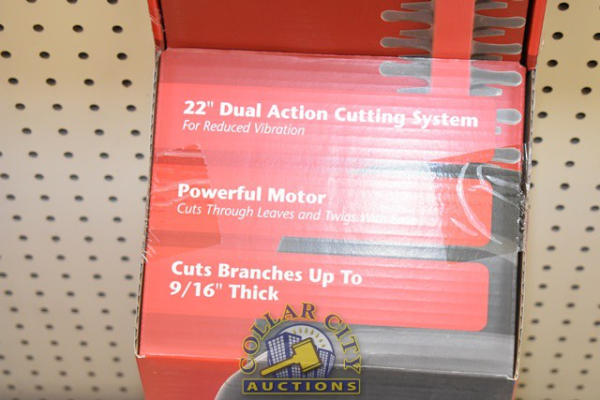 22" Dual Action Cutting System
For Reduced Vibration
Powerful Motor
Cuts Through Leaves and Twigs With
Cuts Branches Up To
9/16" Thick
COLLAR CITY
AUCTIONS